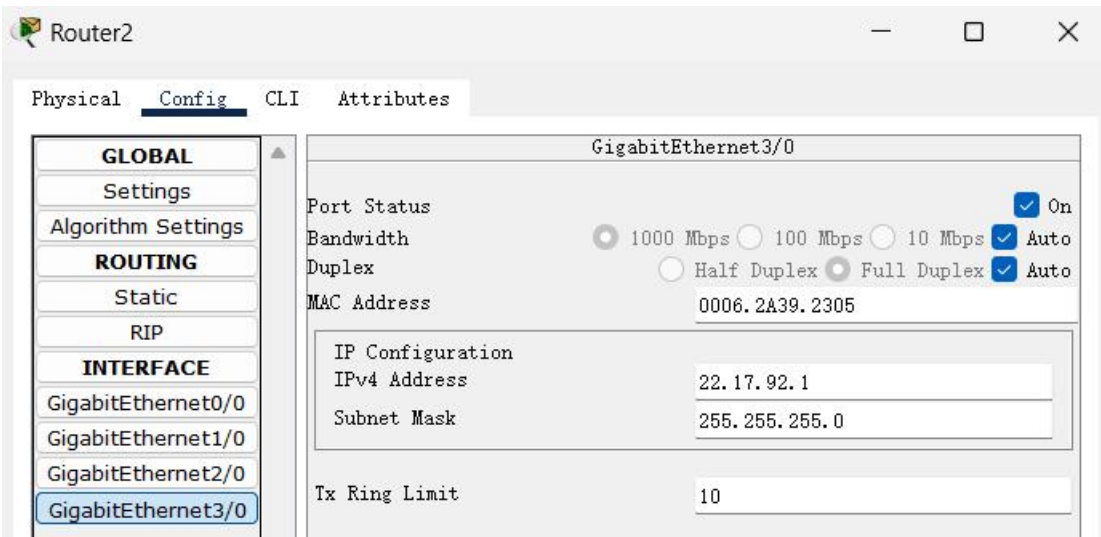 Router2
Physical Config CLI Attributes
GLOBAL
Settings
Algorithm Settings
ROUTING
Static
RIP
INTERFACE
GigabitEthernet0/0
GigabitEthernet1/0
GigabitEthernet2/0
GigabitEthernet3/0
GigabitEthernet3/0
Port Status On
Bandwidth 1000 Mbps 100 Mbps 10 Mbps Auto
Duplex Half Duplex Full Duplex Auto
MAC Address 0006.2A39.2305
IP Configuration
IPv4 Address 22.17.92.1
Subnet Mask 255.255.255.0
Tx Ring Limit 10